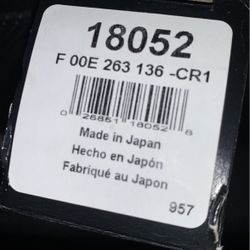 18052
F 00E 263 136 -CR1
0 28851 18052 8
Made in Japan
Hecho en Japón
Fabriqué au Japon
957